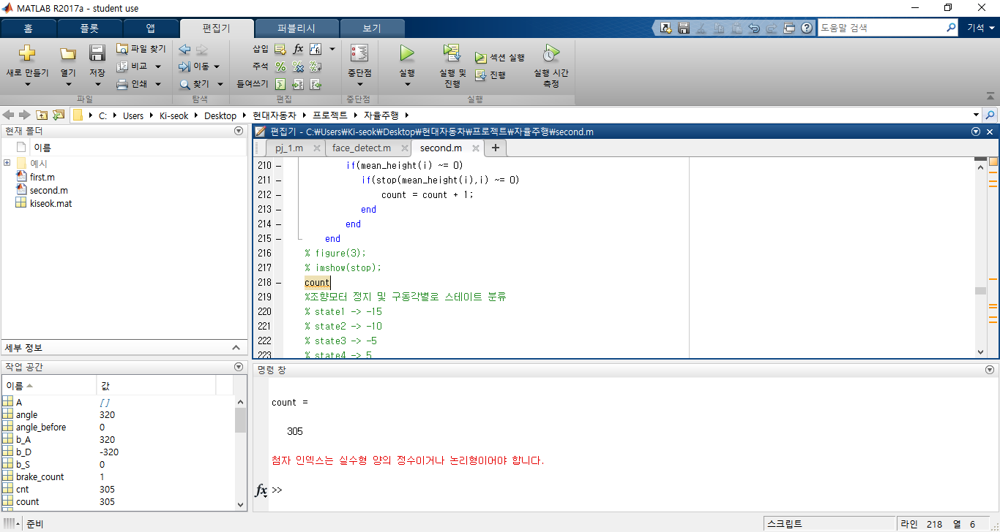 MATLAB R2017a - student use
홈 플롯 앱 편집기 퍼블리시 보기
도움말 검색 기석
새로 만들기 열기 저장 파일 찾기 비교 인쇄
이동 찾기
삽입 fx
주석
들여쓰기
중단점
실행 실행 및 진행 섹션 실행 진행 실행 시간 측정
파일 탐색 편집 중단점 실행
C: Users Ki-seok Desktop 현대자동차 프로젝트 자율주행
현재 폴더
이름
예시
first.m
second.m
kiseok.mat
세부 정보
작업 공간
이름 값
A []
angle 320
angle_before 0
b_A 320
b_D -320
b_S 0
brake_count 1
cnt 305
count 305
편집기 - C:₩Users₩Ki-seok₩Desktop₩현대자동차₩프로젝트₩자율주행₩second.m
pj_1.m face_detect.m second.m
210 – if(mean_height(i) ~= 0)
211 – if(stop(mean_height(i),i) ~= 0)
212 – count = count + 1;
213 – end
214 – end
215 – end
216 % figure(3);
217 % imshow(stop);
218 – count
219 %조향모터 정지 및 구동각별로 스테이트 분류
220 % state1 -> -15
221 % state2 -> -10
222 % state3 -> -5
223 % state4 -> 5
명령 창
count =
305
첨자 인덱스는 실수형 양의 정수이거나 논리형이어야 합니다.
fx >>
준비 스크립트 라인 218 열 6